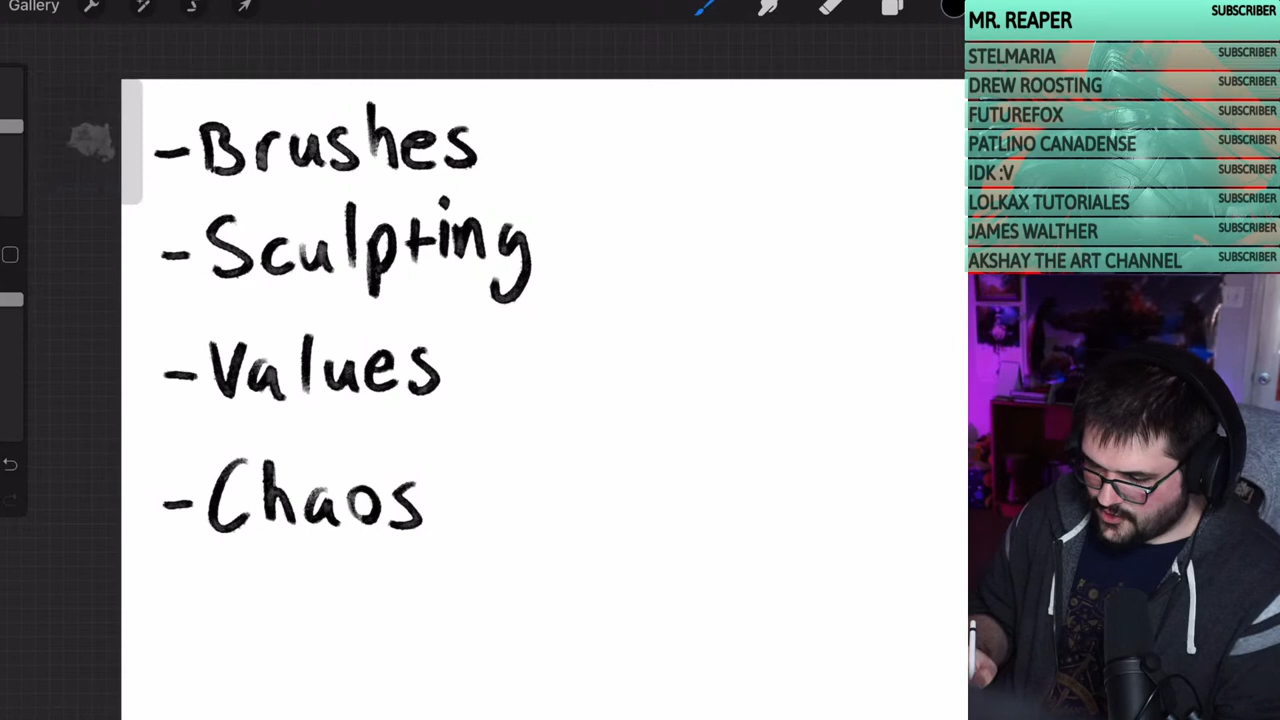 Gallery
- Brushes
- Sculpting
- Values
- Chaos
MR. REAPER SUBSCRIBER
STELMARIA SUBSCRIBER
DREW ROOSTING SUBSCRIBER
FUTUREFOX SUBSCRIBER
PATLINO CANADENSE SUBSCRIBER
IDK :V SUBSCRIBER
LOLKAX TUTORIALES SUBSCRIBER
JAMES WALTHER SUBSCRIBER
AKSHAY THE ART CHANNEL SUBSCRIBER